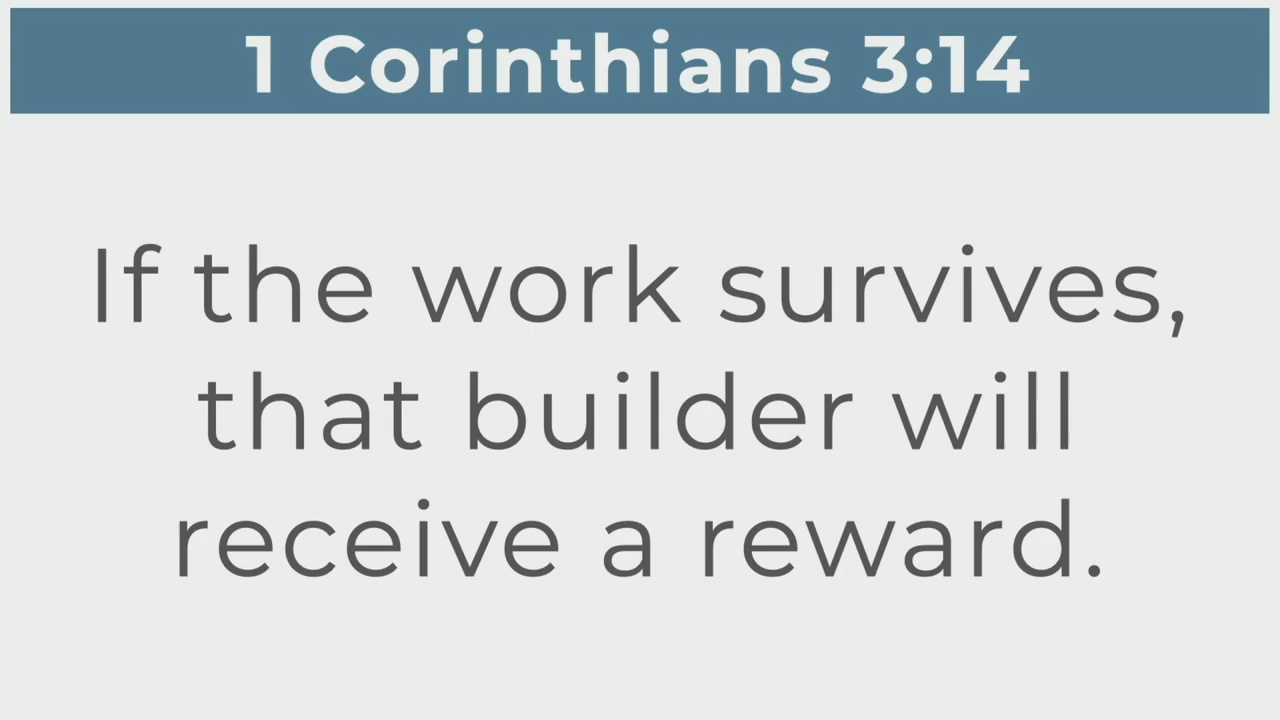 1 Corinthians 3:14
If the work survives,
that builder will
receive a reward.